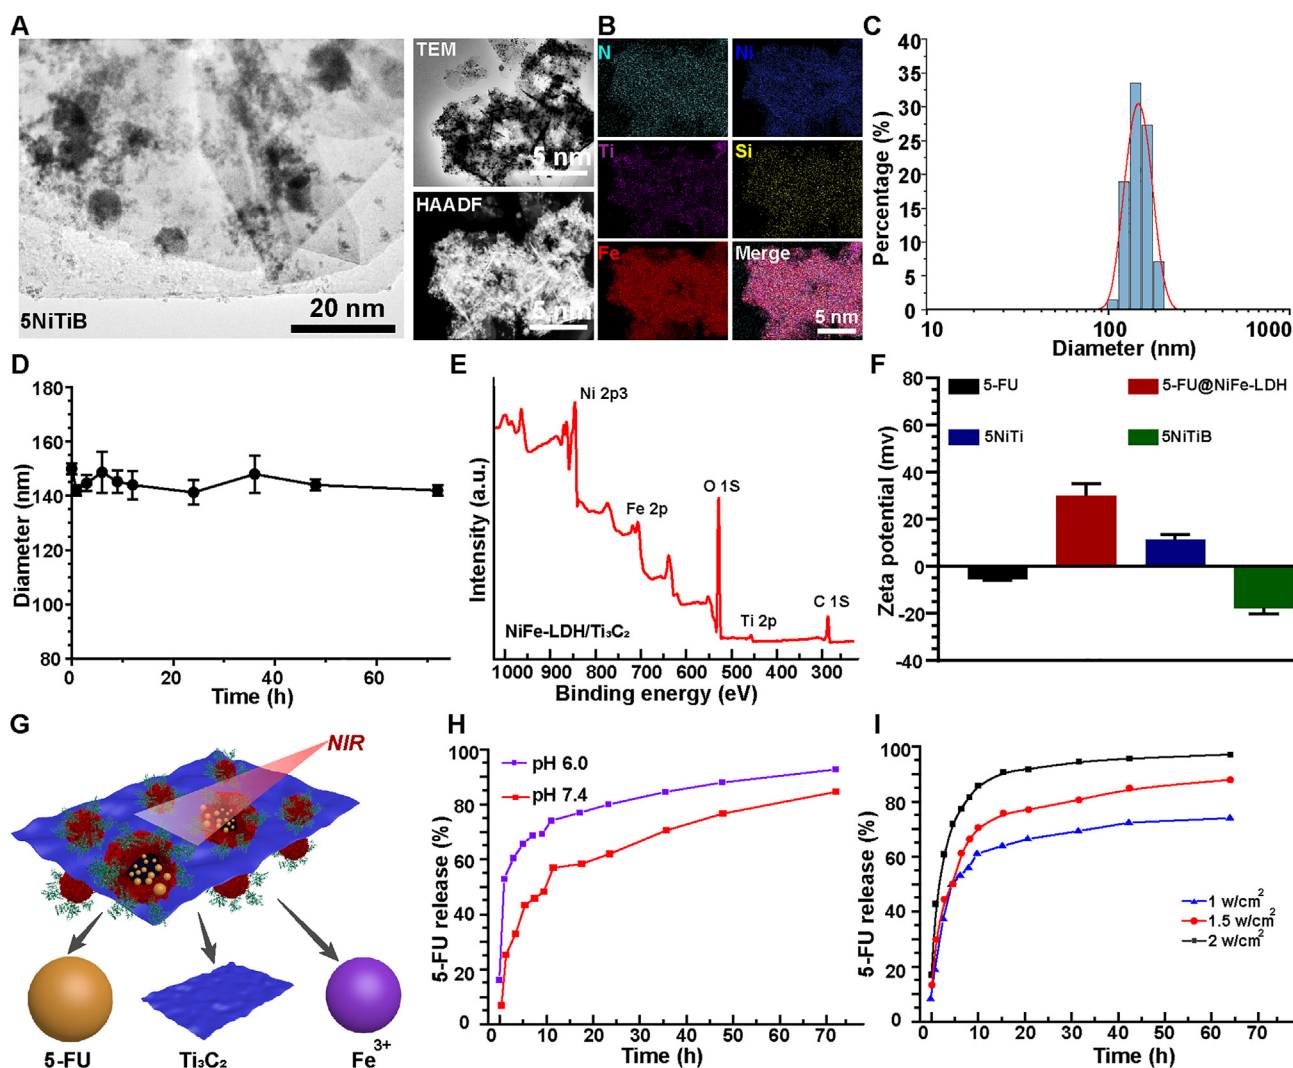 A
5NiTiB
20 nm
TEM
5 nm
HAADF
5 nm
B
N
Ni
Ti
Si
Fe
Merge
5 nm
C
Percentage (%)
40
35
30
25
20
15
10
5
0
10
100
1000
Diameter (nm)
D
Diameter (nm)
180
160
140
120
100
80
0
20
40
60
Time (h)
E
Intensity (a.u.)
Ni 2p3
Fe 2p
O 1S
Ti 2p
C 1S
NiFe-LDH/Ti₃C₂
1000 900 800 700 600 500 400 300
Binding energy (eV)
F
Zeta potential (mv)
80
60
40
20
0
-20
-40
5-FU
5-FU@NiFe-LDH
5NiTi
5NiTiB
G
NIR
5-FU
Ti₃C₂
Fe³⁺
H
5-FU release (%)
100
90
80
60
40
20
0
pH 6.0
pH 7.4
0 10 20 30 40 50 60 70
Time (h)
I
5-FU release (%)
100
80
60
40
20
0
1 w/cm²
1.5 w/cm²
2 w/cm²
0 10 20 30 40 50 60 70
Time (h)